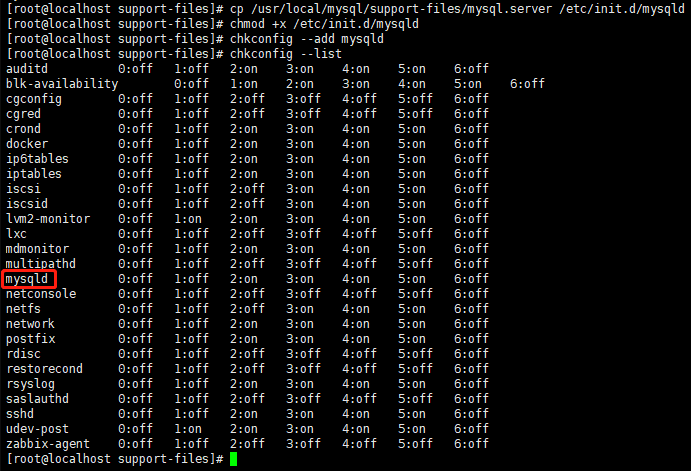 [root@localhost support-files]# cp /usr/local/mysql/support-files/mysql.server /etc/init.d/mysqld
[root@localhost support-files]# chmod +x /etc/init.d/mysqld
[root@localhost support-files]# chkconfig --add mysqld
[root@localhost support-files]# chkconfig --list
auditd 0:off 1:off 2:on 3:on 4:on 5:on 6:off
blk-availability 0:off 1:on 2:on 3:on 4:on 5:on 6:off
cgconfig 0:off 1:off 2:off 3:off 4:off 5:off 6:off
cgred 0:off 1:off 2:off 3:off 4:off 5:off 6:off
crond 0:off 1:off 2:on 3:on 4:on 5:on 6:off
docker 0:off 1:off 2:on 3:on 4:on 5:on 6:off
ip6tables 0:off 1:off 2:on 3:on 4:on 5:on 6:off
iptables 0:off 1:off 2:on 3:on 4:on 5:on 6:off
iscsi 0:off 1:off 2:off 3:on 4:on 5:on 6:off
iscsid 0:off 1:off 2:off 3:on 4:on 5:on 6:off
lvm2-monitor 0:off 1:on 2:on 3:on 4:on 5:on 6:off
lxc 0:off 1:off 2:off 3:off 4:off 5:off 6:off
mdmonitor 0:off 1:off 2:on 3:on 4:on 5:on 6:off
multipathd 0:off 1:off 2:off 3:off 4:off 5:off 6:off
mysqld 0:off 1:off 2:on 3:on 4:on 5:on 6:off
netconsole 0:off 1:off 2:off 3:off 4:off 5:off 6:off
netfs 0:off 1:off 2:off 3:on 4:on 5:on 6:off
network 0:off 1:off 2:on 3:on 4:on 5:on 6:off
postfix 0:off 1:off 2:on 3:on 4:on 5:on 6:off
rdisc 0:off 1:off 2:off 3:off 4:off 5:off 6:off
restorecond 0:off 1:off 2:off 3:off 4:off 5:off 6:off
rsyslog 0:off 1:off 2:on 3:on 4:on 5:on 6:off
saslauthd 0:off 1:off 2:off 3:off 4:off 5:off 6:off
sshd 0:off 1:off 2:on 3:on 4:on 5:on 6:off
udev-post 0:off 1:on 2:on 3:on 4:on 5:on 6:off
zabbix-agent 0:off 1:off 2:off 3:off 4:off 5:off 6:off
[root@localhost support-files]#